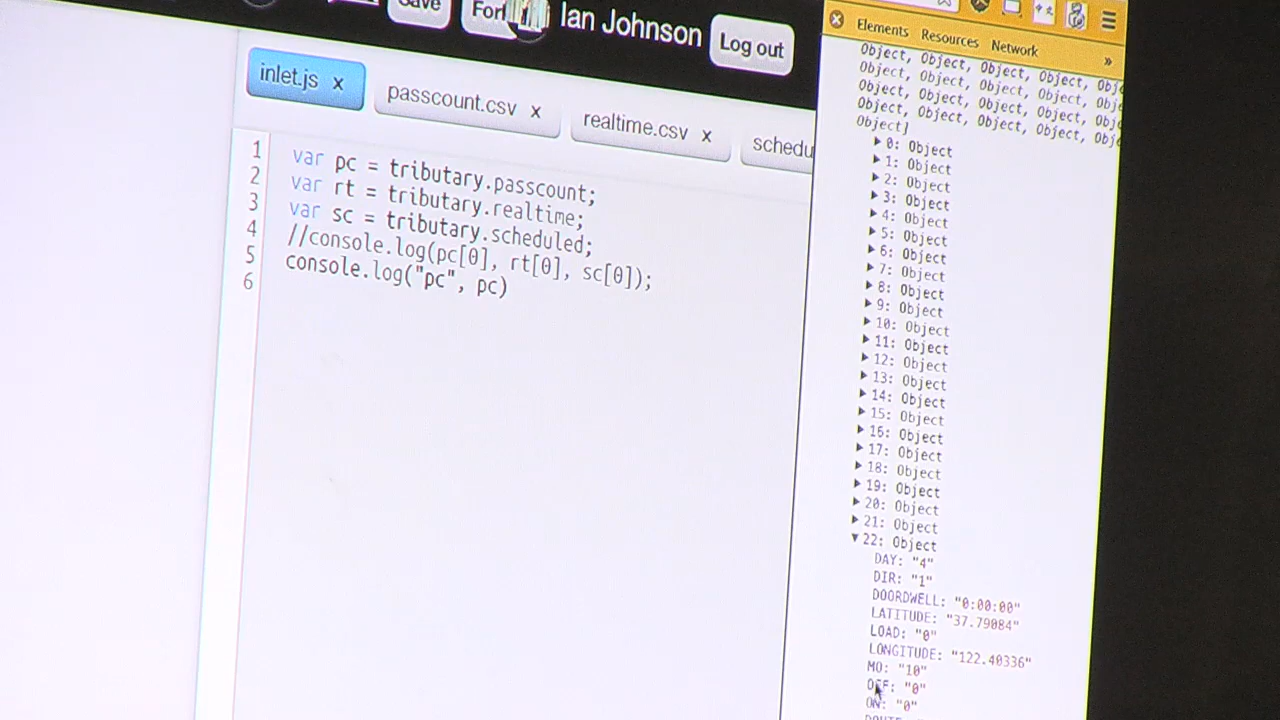 Save
Ian Johnson
Log out
inlet.js x
passcount.csv x
realtime.csv x
schedu
1 var pc = tributary.passcount;
2 var rt = tributary.realtime;
3 var sc = tributary.scheduled;
4 //console.log(pc[0], rt[0], sc[0]);
5 console.log("pc", pc)
6
Elements Resources Network »
Object, Object, Object, Object, Obje
Object, Object, Object, Object, Obj
Object, Object, Object, Object, Obj
Object, Object, Object, Object, Obj
Object]
0: Object
1: Object
2: Object
3: Object
4: Object
5: Object
6: Object
7: Object
8: Object
9: Object
10: Object
11: Object
12: Object
13: Object
14: Object
15: Object
16: Object
17: Object
18: Object
19: Object
20: Object
21: Object
22: Object
DAY: "4"
DIR: "1"
DOORDWELL: "0:00:00"
LATITUDE: "37.79084"
LOAD: "0"
LONGITUDE: "122.40336"
MO: "10"
OFF: "0"
ON: "0"